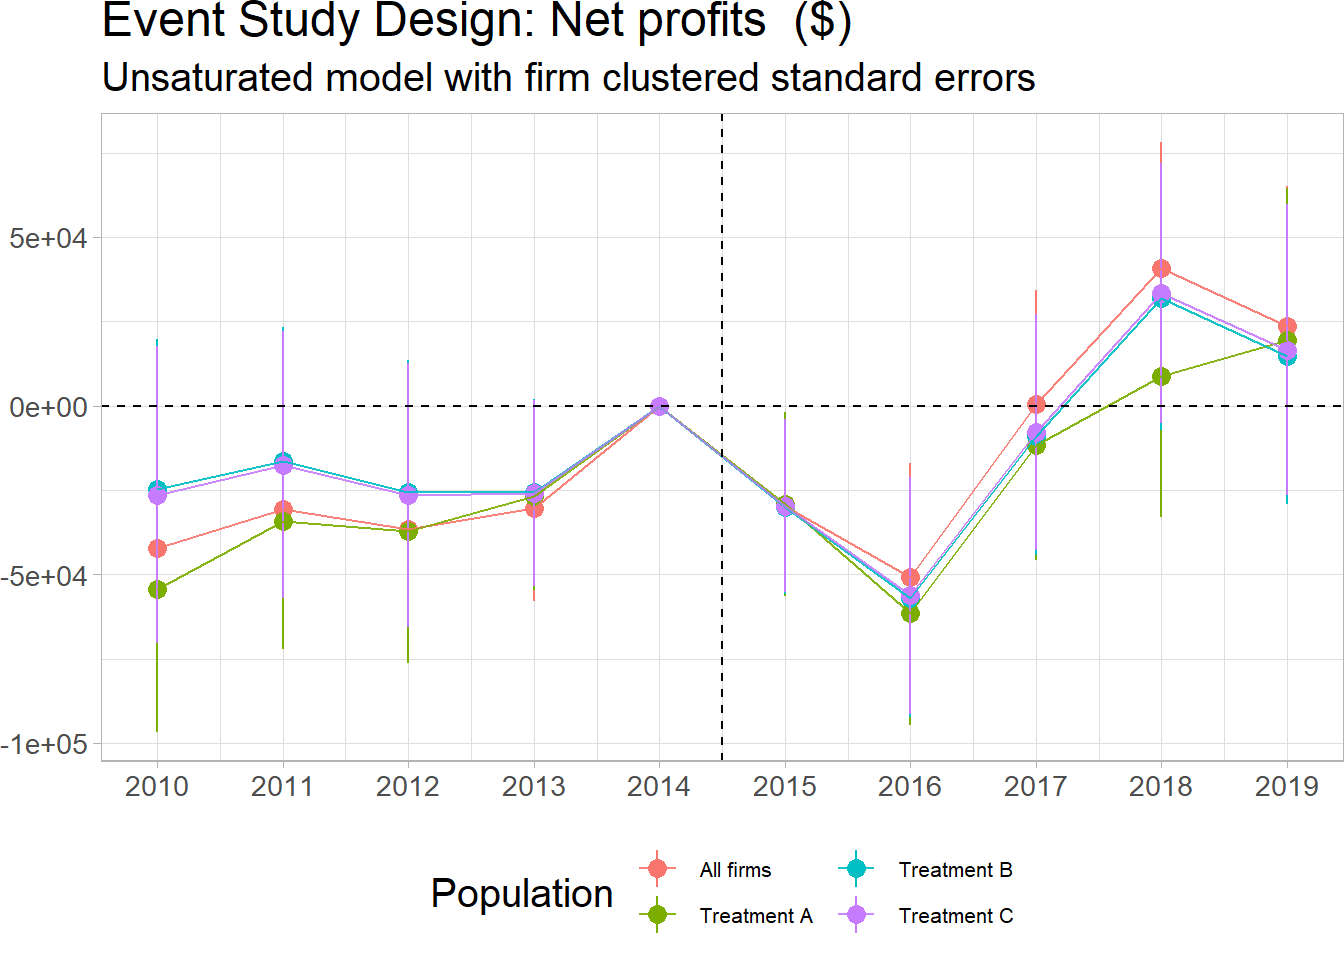 Event Study Design: Net profits  ($)
Unsaturated model with firm clustered standard errors
5e+04
0e+00
-5e+04
-1e+05
2010 2011 2012 2013 2014 2015 2016 2017 2018 2019
Population
All firms
Treatment B
Treatment A
Treatment C